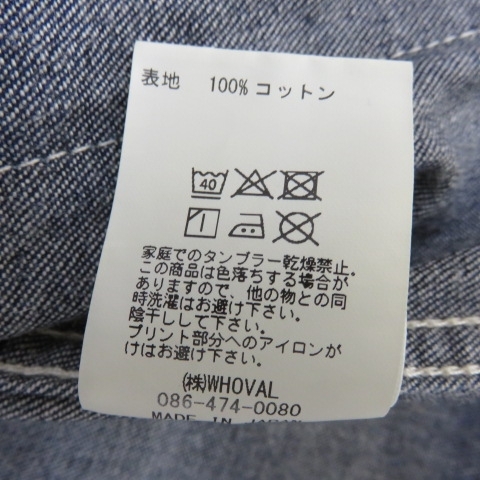 表地 100%コットン
40
家庭でのタンブラー乾燥禁止。
この商品は色落ちする場合が
ありますので、他の物との同
時洗濯はお避け下さい。
陰干しして下さい。
プリント部分へのアイロンが
けはお避け下さい。
(株)WHOVAL
086-474-0080
MADE IN JAPAN